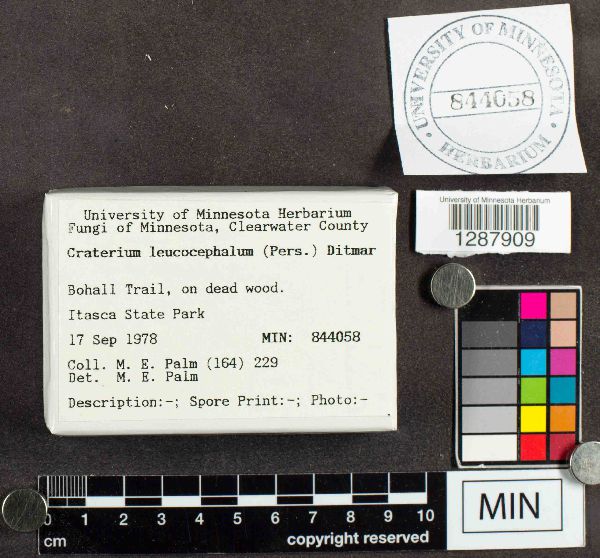 UNIVERSITY OF MINNESOTA
844058
HERBARIUM
University of Minnesota Herbarium
1287909
University of Minnesota Herbarium
Fungi of Minnesota, Clearwater County
Craterium leucocephalum (Pers.) Ditmar
Bohall Trail, on dead wood.
Itasca State Park
17 Sep 1978 MIN: 844058
Coll. M. E. Palm (164) 229
Det. M. E. Palm
Description:-; Spore Print:-; Photo:-
0 1 2 3 4 5 6 7 8 9 10
cm copyright reserved
MIN